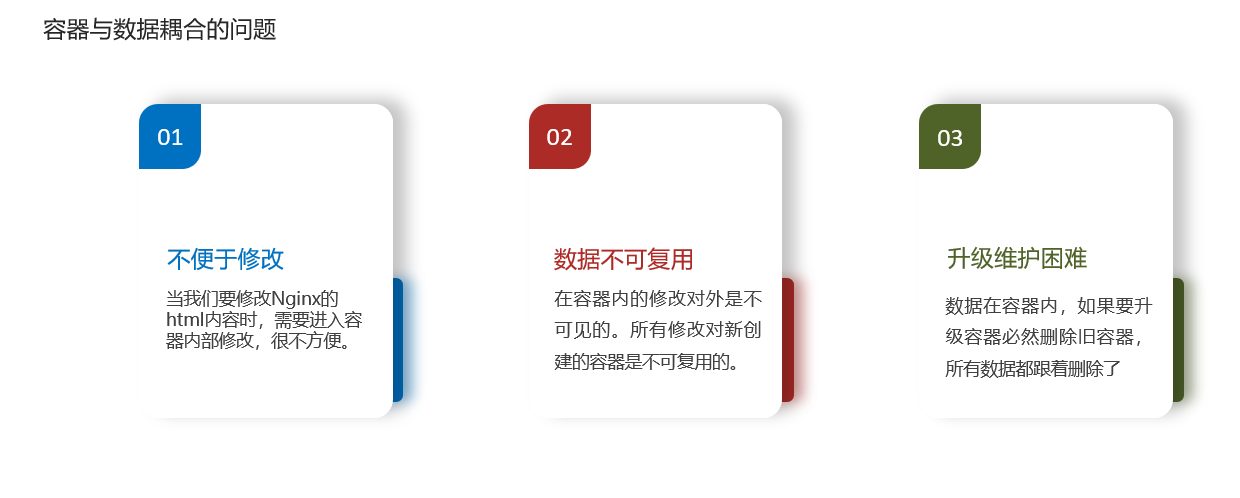 容器与数据耦合的问题
01
不便于修改
当我们要修改Nginx的
html内容时，需要进入容
器内部修改，很不方便。
02
数据不可复用
在容器内的修改对外是不
可见的。所有修改对新创
建的容器是不可复用的。
03
升级维护困难
数据在容器内，如果要升
级容器必然删除旧容器，
所有数据都跟着删除了